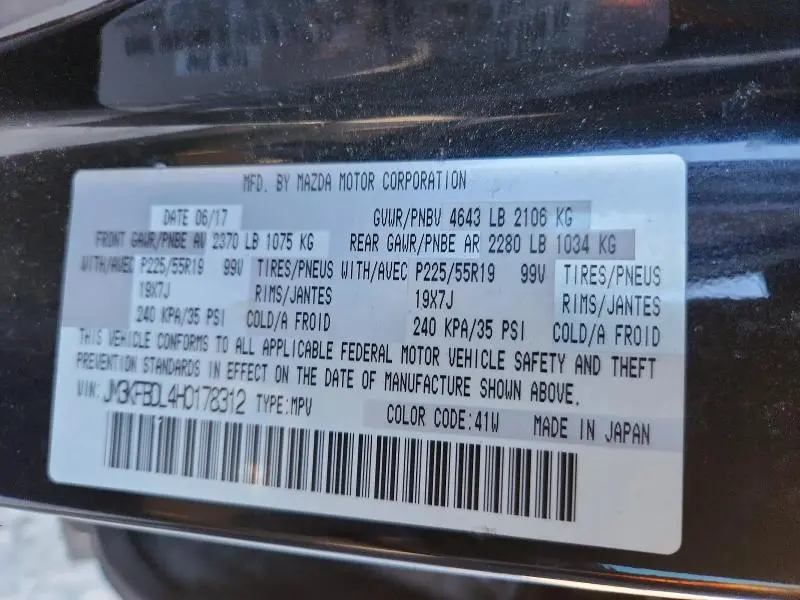 MFD. BY MAZDA MOTOR CORPORATION
DATE 06/17 GVWR/PNBV 4643 LB 2106 KG
FRONT GAWR/PNBE AV 2370 LB 1075 KG REAR GAWR/PNBE AR 2280 LB 1034 KG
WITH/AVEC P225/55R19 99V TIRES/PNEUS WITH/AVEC P225/55R19 99V TIRES/PNEUS
19X7J RIMS/JANTES 19X7J RIMS/JANTES
240 KPA/35 PSI COLD/A FROID 240 KPA/35 PSI COLD/A FROID
THIS VEHICLE CONFORMS TO ALL APPLICABLE FEDERAL MOTOR VEHICLE SAFETY AND THEFT
PREVENTION STANDARDS IN EFFECT ON THE DATE OF MANUFACTURE SHOWN ABOVE.
VIN: JM3KFBDL4H0178312 TYPE:MPV COLOR CODE:41W MADE IN JAPAN